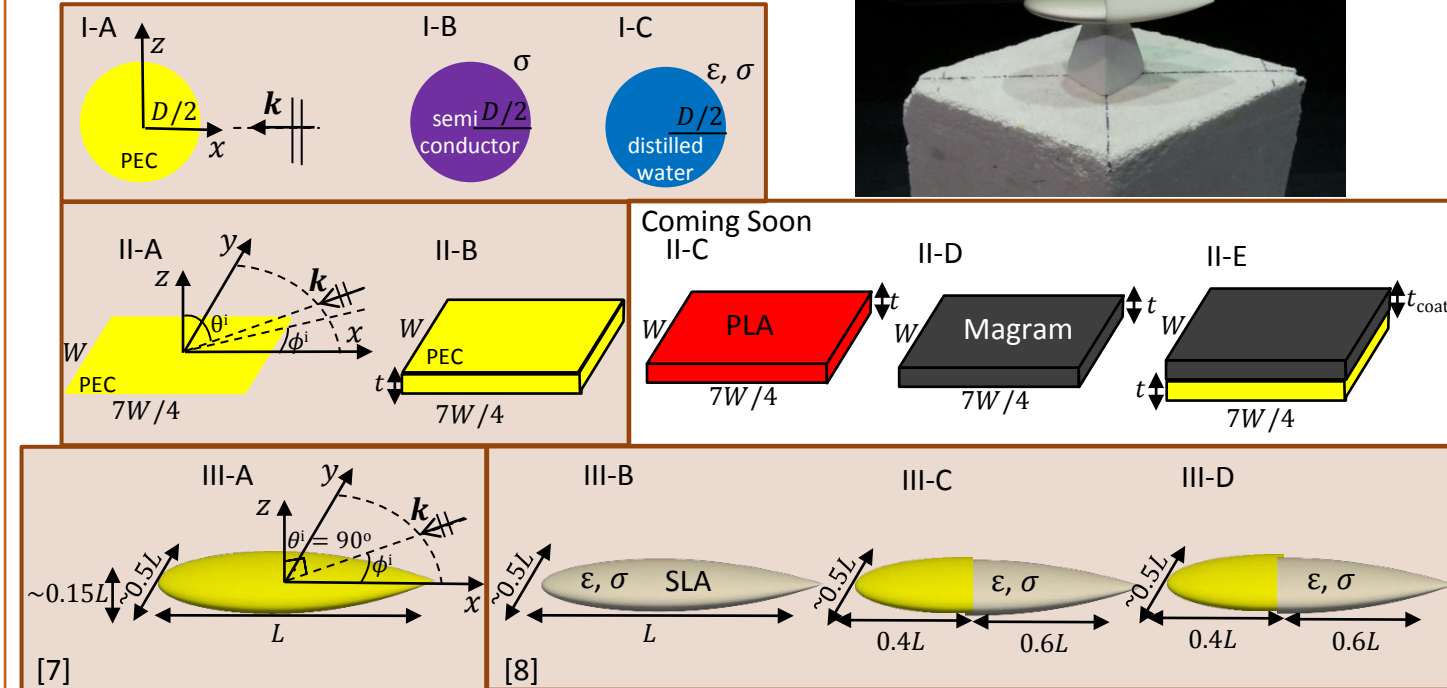 I-A
z
D/2
k
x
PEC
I-B
σ
semi
D/2
conductor
I-C
ε, σ
D/2
distilled
water
II-A
y
z
k
θⁱ
ϕⁱ
x
W
PEC
7W/4
II-B
W
PEC
t
7W/4
Coming Soon
II-C
t
W
PLA
7W/4
II-D
t
W
Magram
7W/4
II-E
t_coat
W
t
7W/4
III-A
y
z
k
θⁱ = 90°
ϕⁱ
x
~0.5L
~0.15L
L
[7]
III-B
~0.5L
ε, σ
SLA
L
III-C
~0.5L
ε, σ
0.4L
0.6L
III-D
~0.5L
ε, σ
0.4L
0.6L
[8]